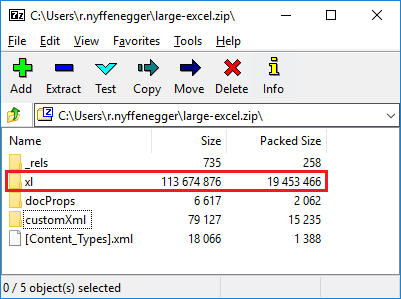 C:\Users\r.nyffenegger\large-excel.zip\
File Edit View Favorites Tools Help
Add Extract Test Copy Move Delete Info
C:\Users\r.nyffenegger\large-excel.zip\
Name Size Packed Size
_rels 735 258
xl 113 674 876 19 453 466
docProps 6 617 2 062
customXml 79 127 15 235
[Content_Types].xml 18 066 1 388
0 / 5 object(s) selected